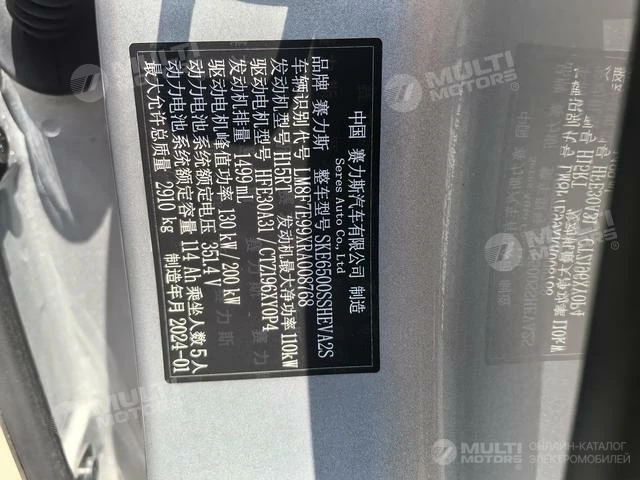 中国 赛力斯汽车有限公司 制造
Seres Auto Co., Ltd
品牌 赛力斯 整车型号 SKE6500SSHEVA2S
车辆识别代号 LM8F7E99XRA008768
发动机型号 H15RT 发动机最大净功率 110kW
驱动电机型号 HFE30A31 / CTZ196XY0P4
发动机排量 1499 mL
驱动电机峰值功率 130 kW / 200 kW
动力电池系统额定电压 351.4 V
动力电池系统额定容量 114 Ah 乘坐人数 5 人
最大允许总质量 2910 kg 制造年月 2024-01
MULTI MOTORS
MULTI MOTORS
MULTI MOTORS
MULTI MOTORS
MULTI MOTORS ОНЛАЙН-КАТАЛОГ ЭЛЕКТРОМОБИЛЕЙ